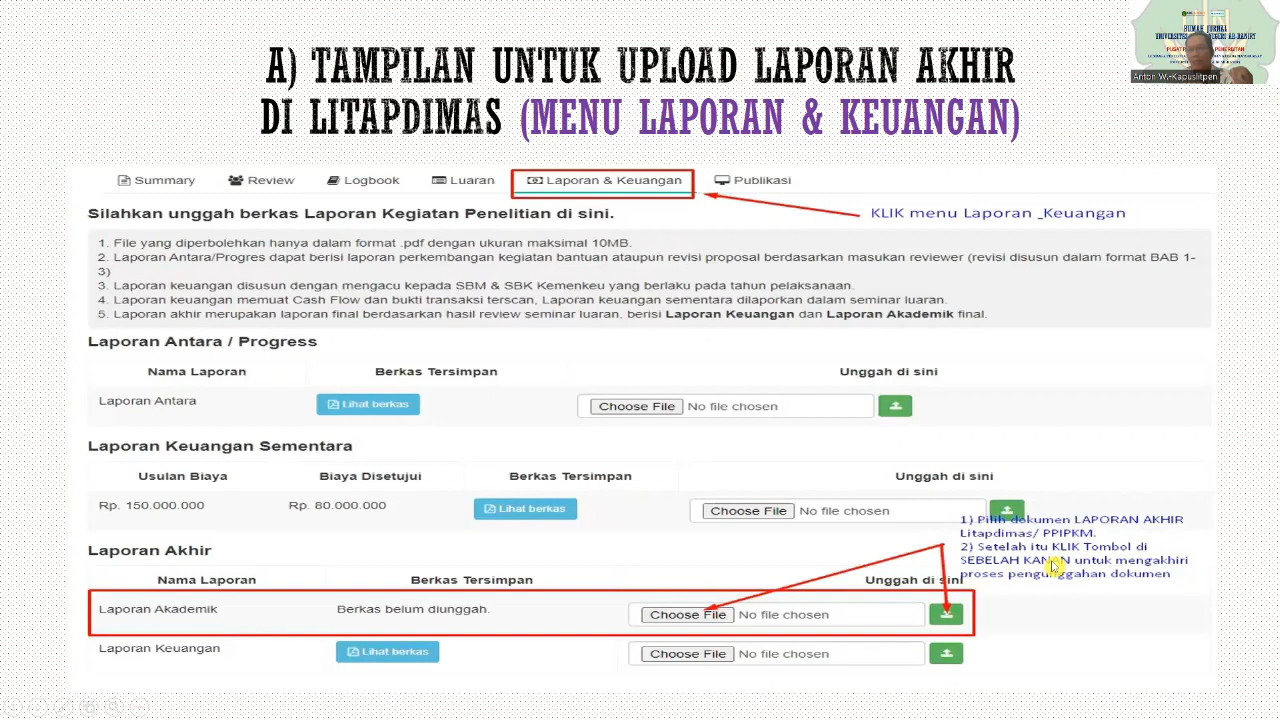 A) TAMPILAN UNTUK UPLOAD LAPORAN AKHIR
DI LITAPDIMAS (MENU LAPORAN & KEUANGAN)
RUMAH JURNAL
Anton W.-Kapuslitpen
Summary Review Logbook Luaran Laporan & Keuangan Publikasi
KLIK menu Laporan _Keuangan
Silahkan unggah berkas Laporan Kegiatan Penelitian di sini.
1. File yang diperbolehkan hanya dalam format .pdf dengan ukuran maksimal 10MB.
2. Laporan Antara/Progres dapat berisi laporan perkembangan kegiatan bantuan ataupun revisi proposal berdasarkan masukan reviewer (revisi disusun dalam format BAB 1-
3)
3. Laporan keuangan disusun dengan mengacu kepada SBM & SBK Kemenkeu yang berlaku pada tahun pelaksanaan.
4. Laporan keuangan memuat Cash Flow dan bukti transaksi terscan, Laporan keuangan sementara dilaporkan dalam seminar luaran.
5. Laporan akhir merupakan laporan final berdasarkan hasil review seminar luaran, berisi Laporan Keuangan dan Laporan Akademik final.
Laporan Antara / Progress
Nama Laporan Berkas Tersimpan Unggah di sini
Laporan Antara Lihat berkas Choose File No file chosen
Laporan Keuangan Sementara
Usulan Biaya Biaya Disetujui Berkas Tersimpan Unggah di sini
Rp. 150.000.000 Rp. 80.000.000 Lihat berkas Choose File No file chosen
1) Pilih dokumen LAPORAN AKHIR
Litapdimas/ PPIPKM.
2) Setelah itu KLIK Tombol di
SEBELAH KANAN untuk mengakhiri
proses pengunggahan dokumen
Laporan Akhir
Nama Laporan Berkas Tersimpan Unggah di sini
Laporan Akademik Berkas belum diunggah. Choose File No file chosen
Laporan Keuangan Lihat berkas Choose File No file chosen